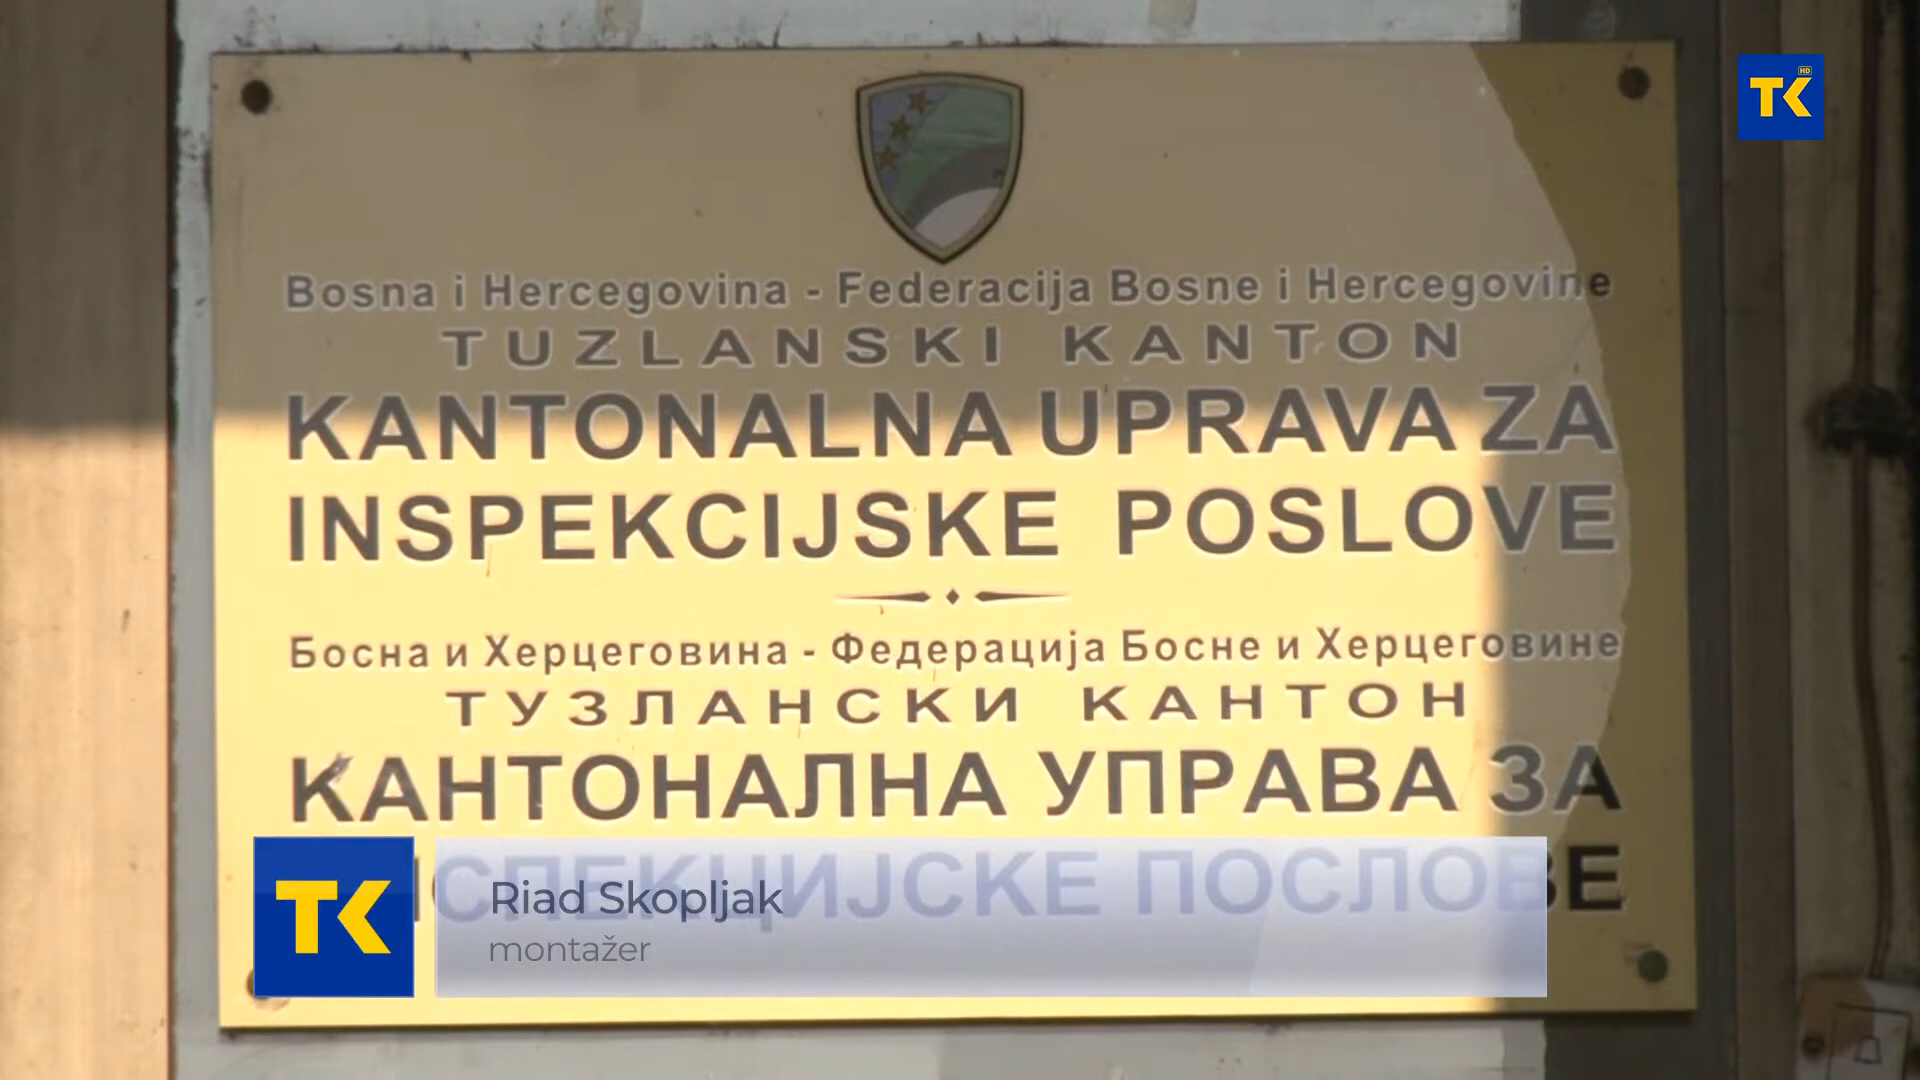 TK HD
Bosna i Hercegovina - Federacija Bosne i Hercegovine
TUZLANSKI KANTON
KANTONALNA UPRAVA ZA
INSPEKCIJSKE POSLOVE
Босна и Херцеговина - Федерација Босне и Херцеговине
ТУЗЛАНСКИ КАНТОН
КАНТОНАЛНА УПРАВА ЗА
ИНСПЕКЦИЈСКЕ ПОСЛОВЕ
TK
Riad Skopljak
montažer